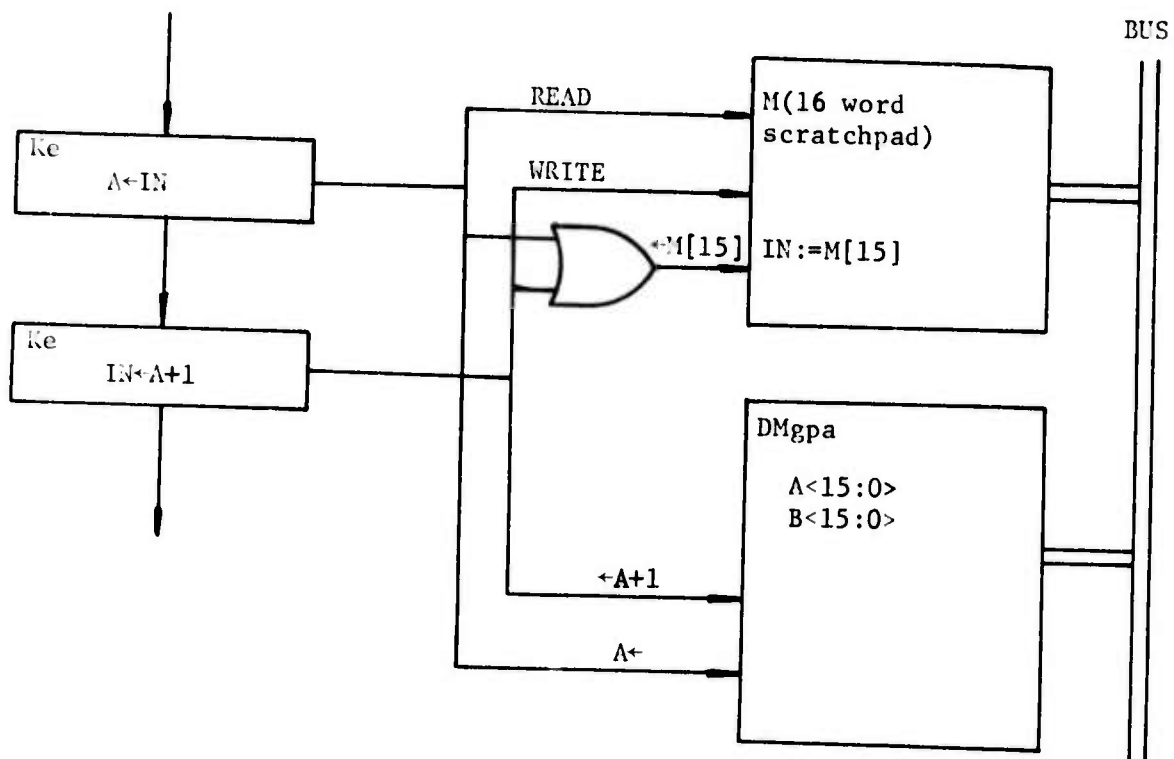 BUS
READ
M(16 word
scratchpad)
Ke
A←IN
WRITE
←M[15]
IN:=M[15]
Ke
IN←A+1
DMgpa
A<15:0>
B<15:0>
←A+1
A←